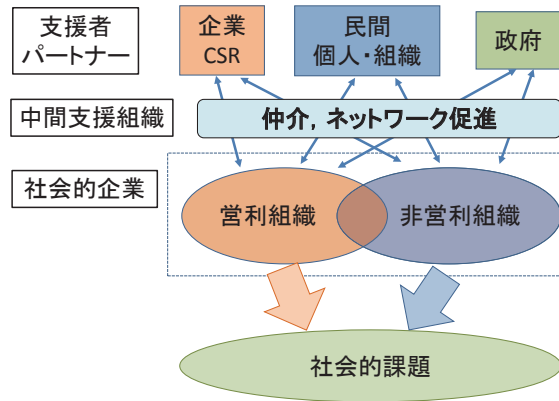 支援者
パートナー
企業
CSR
民間
個人・組織
政府
中間支援組織
仲介，ネットワーク促進
社会的企業
営利組織
非営利組織
社会的課題